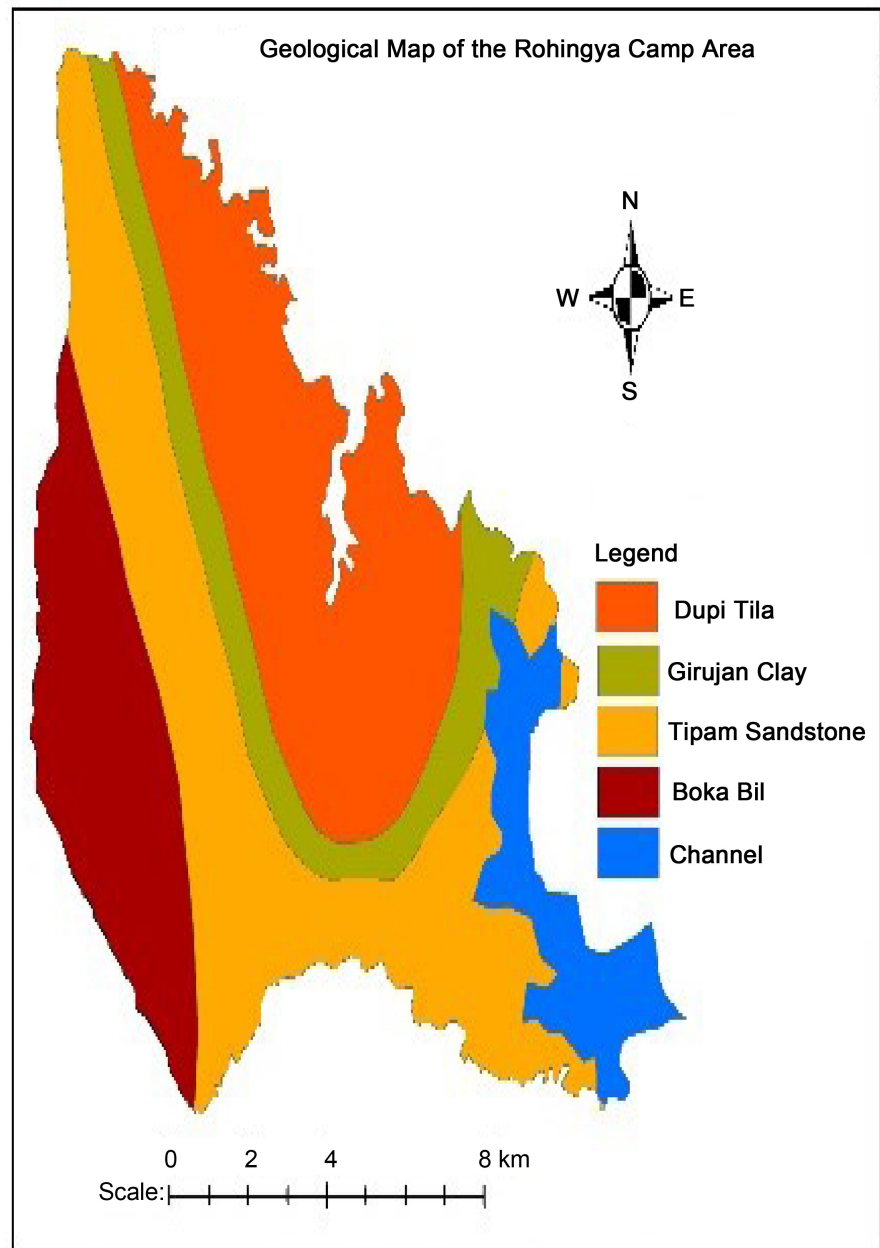 Geological Map of the Rohingya Camp Area
N
W E
S
Legend
Dupi Tila
Girujan Clay
Tipam Sandstone
Boka Bil
Channel
0 2 4 8 km
Scale: